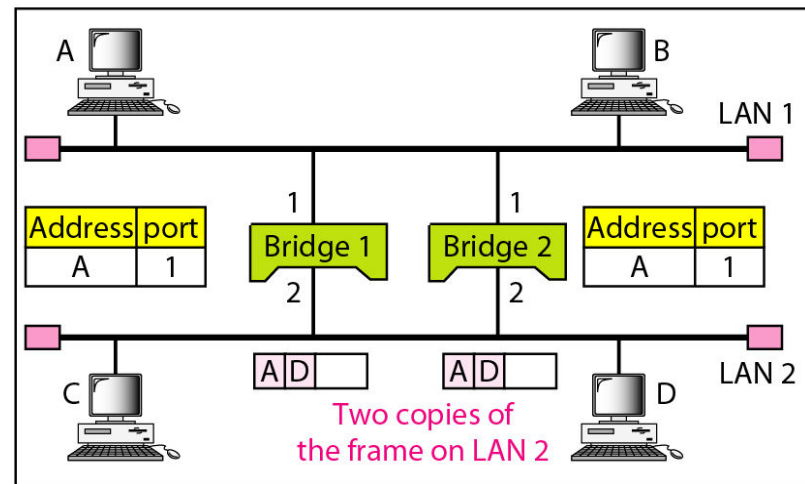 A
B
LAN 1
1
1
Address port
A 1
Bridge 1
Bridge 2
Address port
A 1
2
2
LAN 2
A D
A D
C
D
Two copies of
the frame on LAN 2